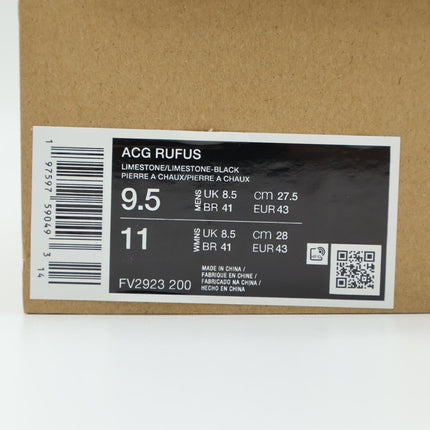 ACG RUFUS
LIMESTONE/LIMESTONE-BLACK
PIERRE A CHAUX/PIERRE A CHAUX
9.5 MENS UK 8.5 cm 27.5
BR 41 EUR 43
11 WMNS UK 8.5 cm 28
BR 41 EUR 43
MADE IN CHINA /
FABRIQUE EN CHINE /
FABRICADO NA CHINA /
HECHO EN CHINA
FV2923 200
1 97597 59049 3 14